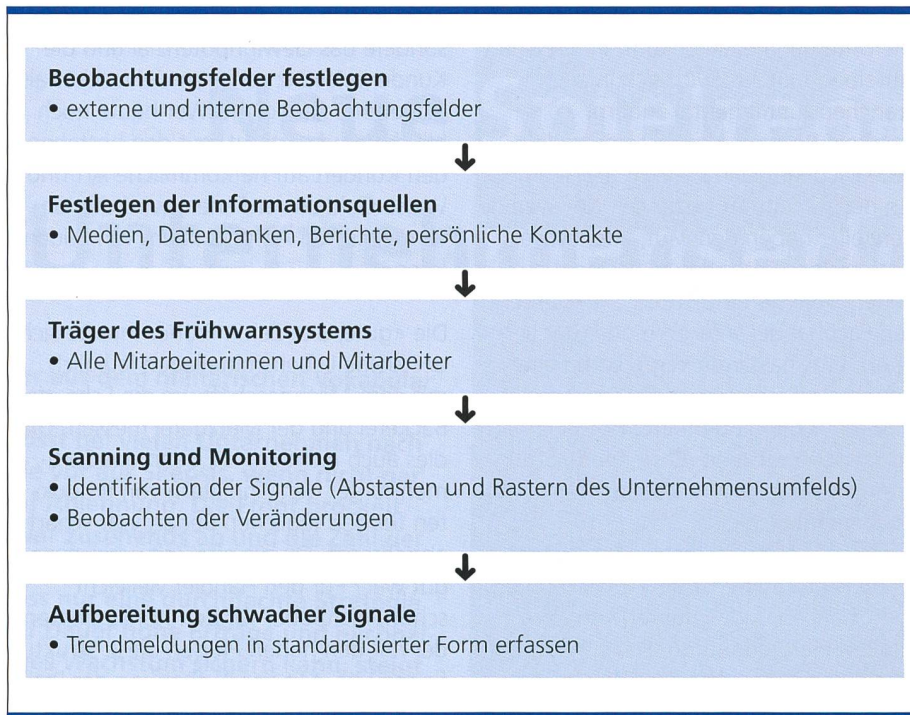 Beobachtungsfelder festlegen
• externe und interne Beobachtungsfelder
Festlegen der Informationsquellen
• Medien, Datenbanken, Berichte, persönliche Kontakte
Träger des Frühwarnsystems
• Alle Mitarbeiterinnen und Mitarbeiter
Scanning und Monitoring
• Identifikation der Signale (Abtasten und Rastern des Unternehmensumfelds)
• Beobachten der Veränderungen
Aufbereitung schwacher Signale
• Trendmeldungen in standardisierter Form erfassen